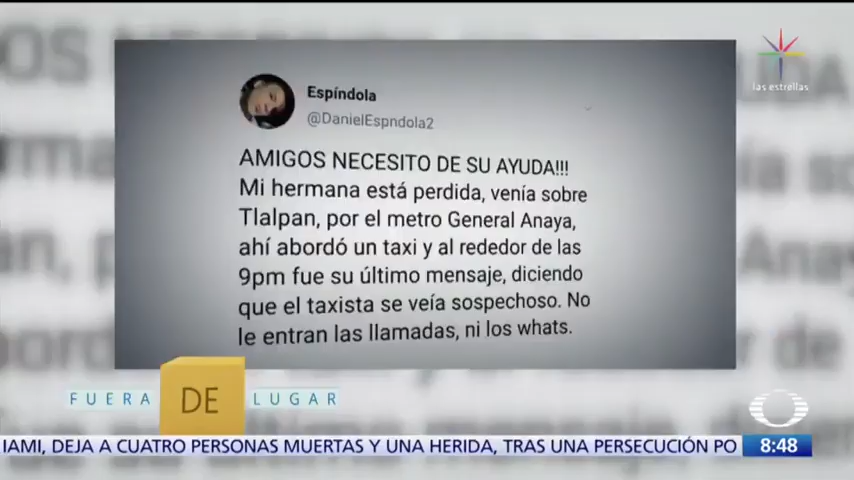 las estrellas
Espíndola
@DanielEspndola2
AMIGOS NECESITO DE SU AYUDA!!!
Mi hermana está perdida, venía sobre
Tlalpan, por el metro General Anaya,
ahí abordó un taxi y al rededor de las
9pm fue su último mensaje, diciendo
que el taxista se veía sospechoso. No
le entran las llamadas, ni los whats.
FUERA DE LUGAR
IAMI, DEJA A CUATRO PERSONAS MUERTAS Y UNA HERIDA, TRAS UNA PERSECUCIÓN PO
8:48